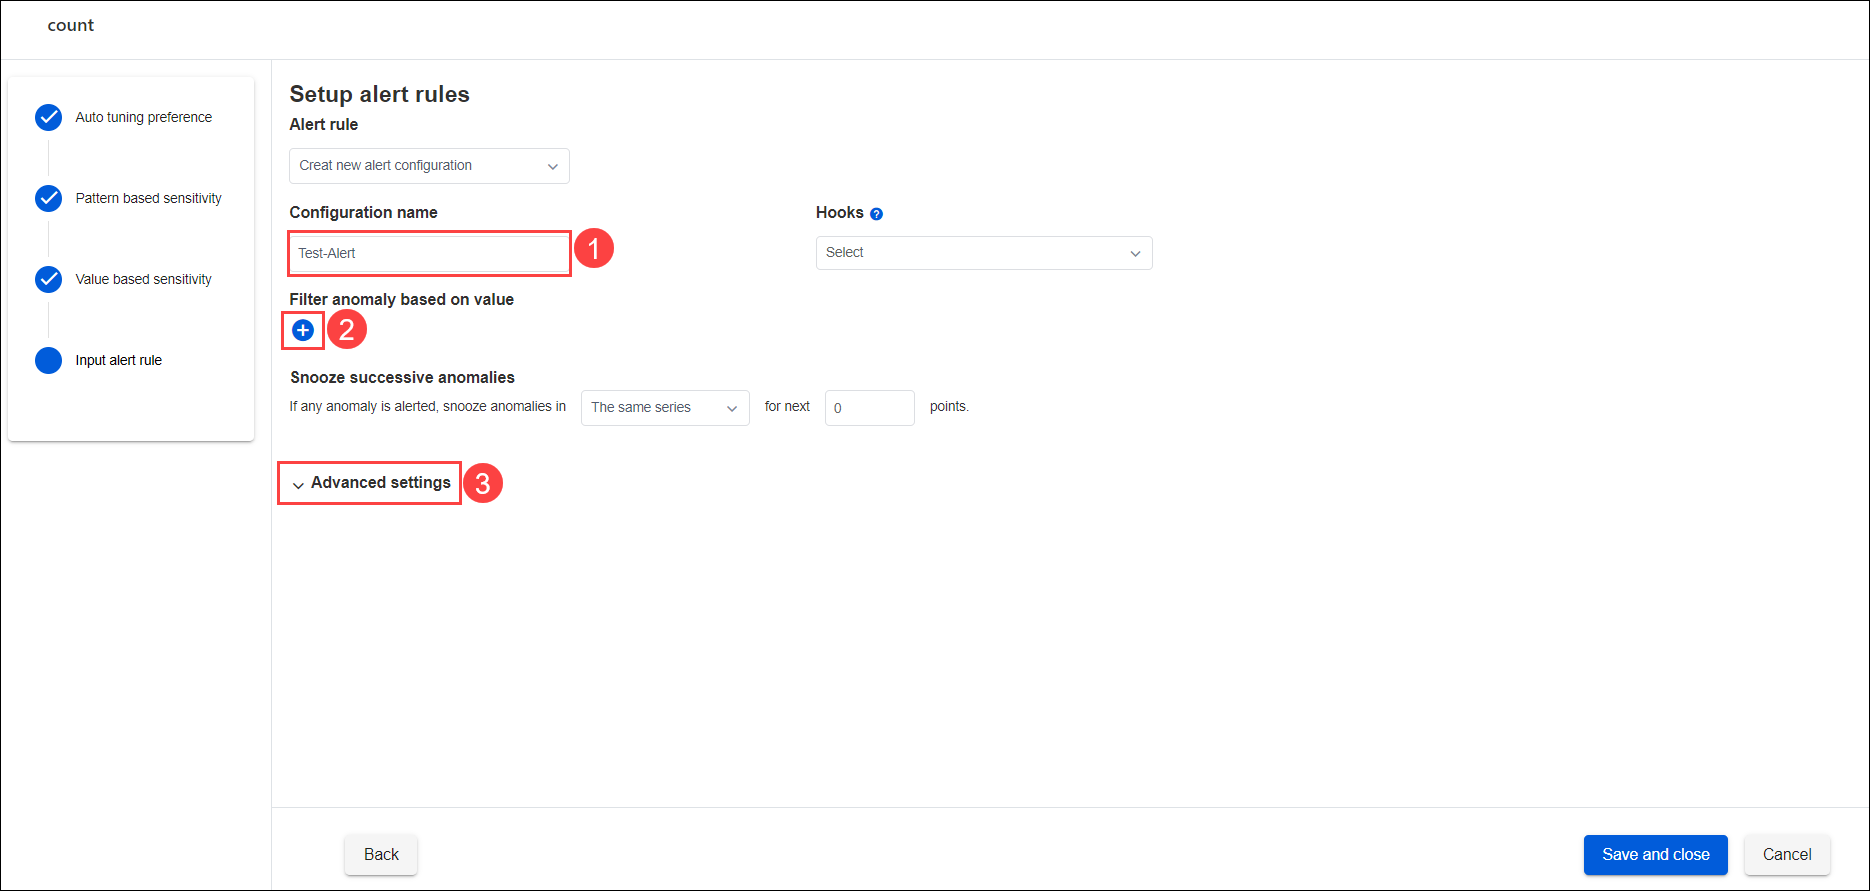 count
Auto tuning preference
Pattern based sensitivity
Value based sensitivity
Input alert rule
Setup alert rules
Alert rule
Creat new alert configuration
Configuration name
Hooks ?
Test-Alert
1
Select
Filter anomaly based on value
2
Snooze successive anomalies
If any anomaly is alerted, snooze anomalies in The same series for next 0 points.
Advanced settings
3
Back
Save and close
Cancel